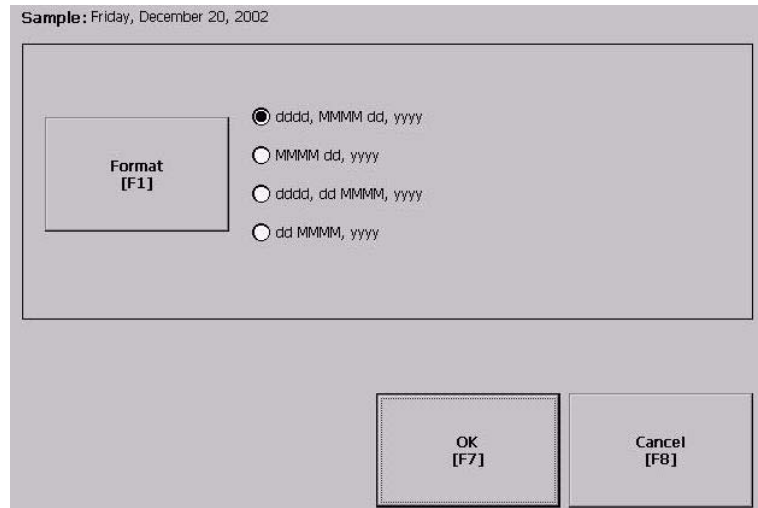 Sample: Friday, December 20, 2002
Format
[F1]
dddd, MMMM dd, yyyy
MMMM dd, yyyy
dddd, dd MMMM, yyyy
dd MMMM, yyyy
OK
[F7]
Cancel
[F8]